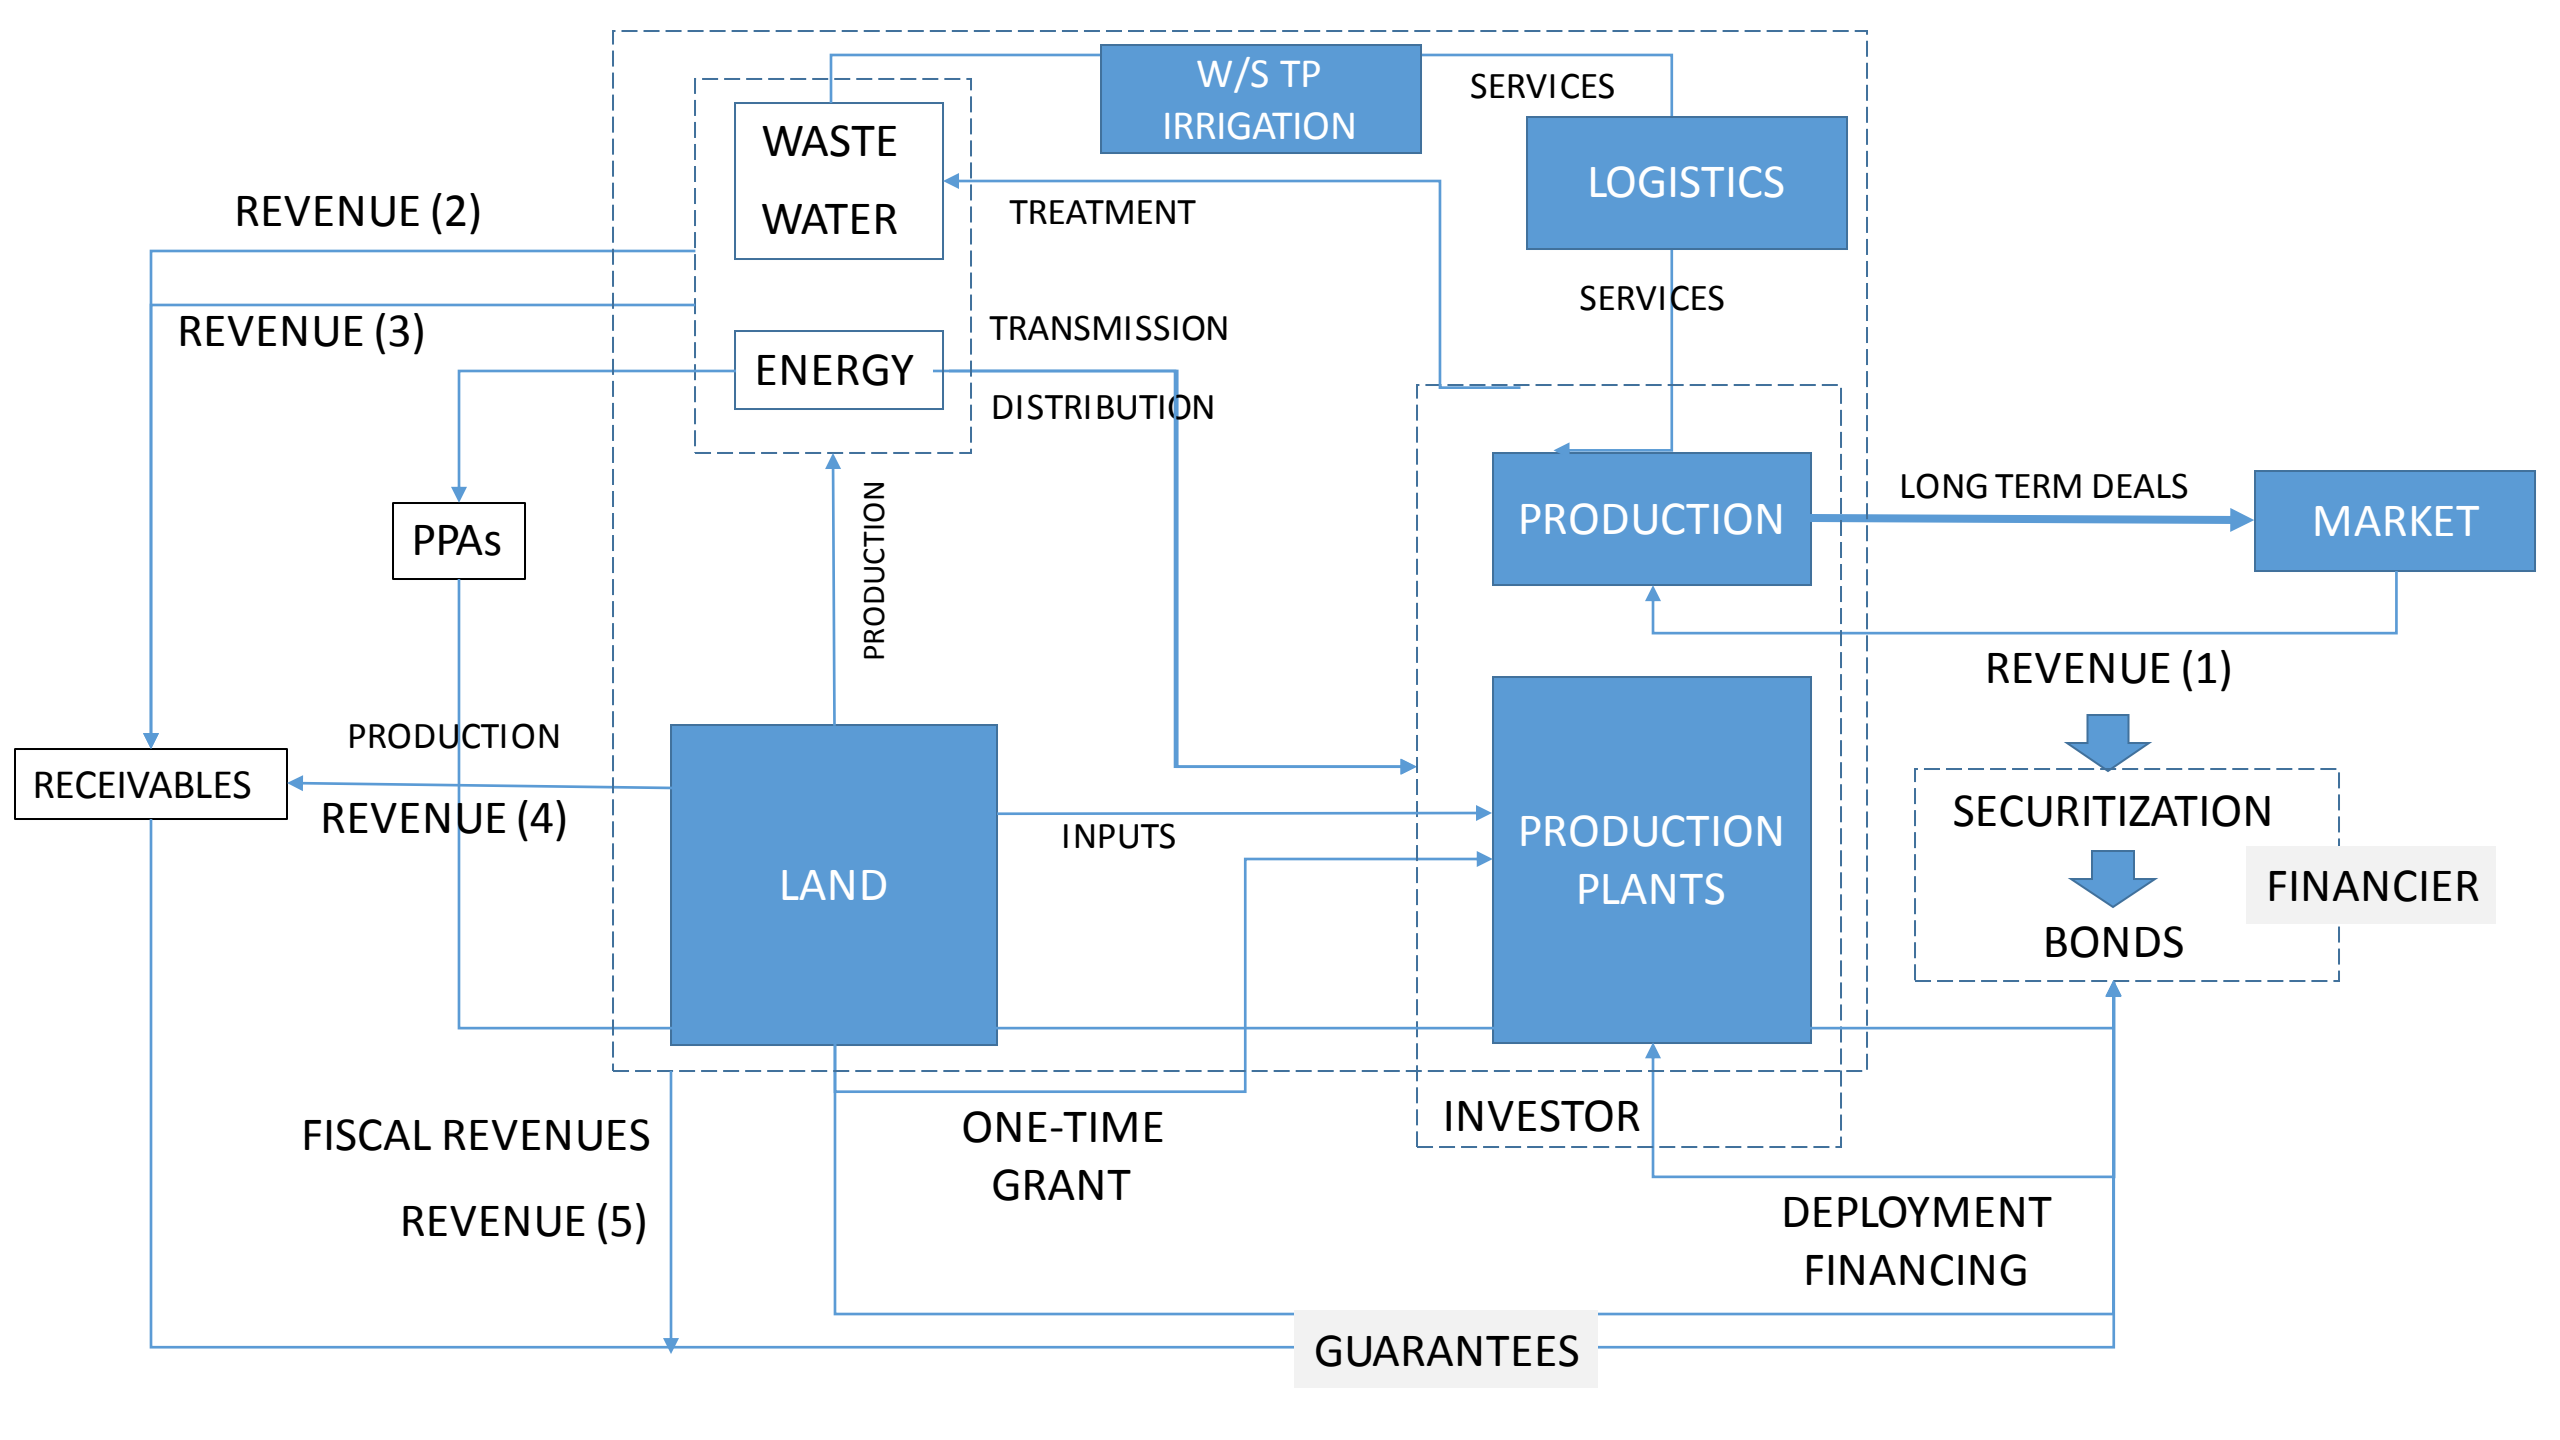 W/S TP
IRRIGATION
SERVICES
WASTE
WATER
LOGISTICS
REVENUE (2)
TREATMENT
SERVICES
REVENUE (3)
TRANSMISSION
ENERGY
DISTRIBUTION
LONG TERM DEALS
PPAs
PRODUCTION
PRODUCTION
MARKET
REVENUE (1)
PRODUCTION
RECEIVABLES
REVENUE (4)
INPUTS
LAND
PRODUCTION
PLANTS
SECURITIZATION
FINANCIER
BONDS
FISCAL REVENUES
REVENUE (5)
ONE-TIME
GRANT
INVESTOR
DEPLOYMENT
FINANCING
GUARANTEES